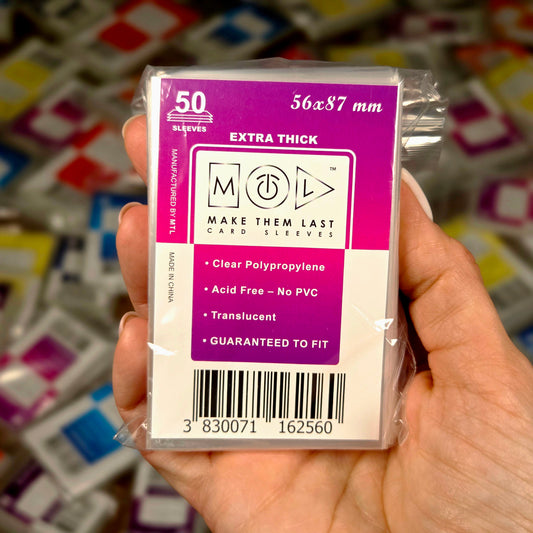 50
SLEEVES
56x87 mm
EXTRA THICK
MTL™
MAKE THEM LAST
CARD SLEEVES
MANUFACTURED BY MTL
MADE IN CHINA
• Clear Polypropylene
• Acid Free – No PVC
• Translucent
• GUARANTEED TO FIT
3 830071 162560